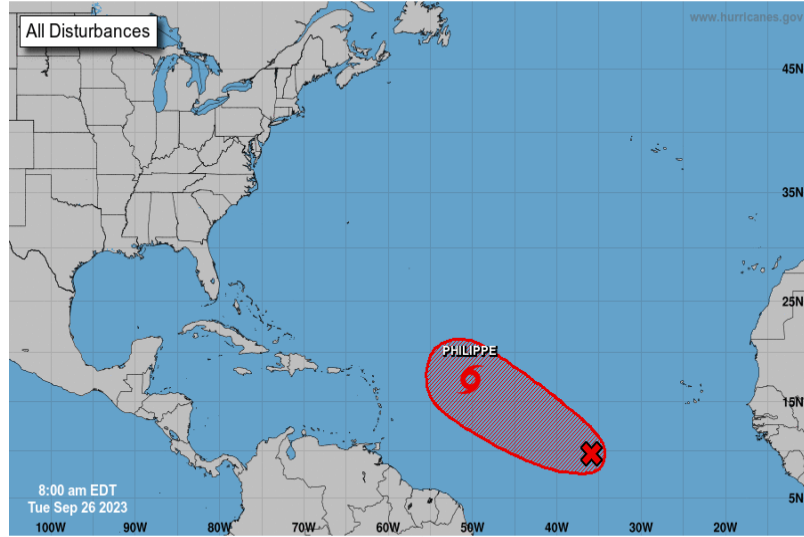 All Disturbances
www.hurricanes.gov
45N
35N
25N
PHILIPPE
15N
5N
8:00 am EDT
Tue Sep 26 2023
100W 90W 80W 70W 60W 50W 40W 30W 20W